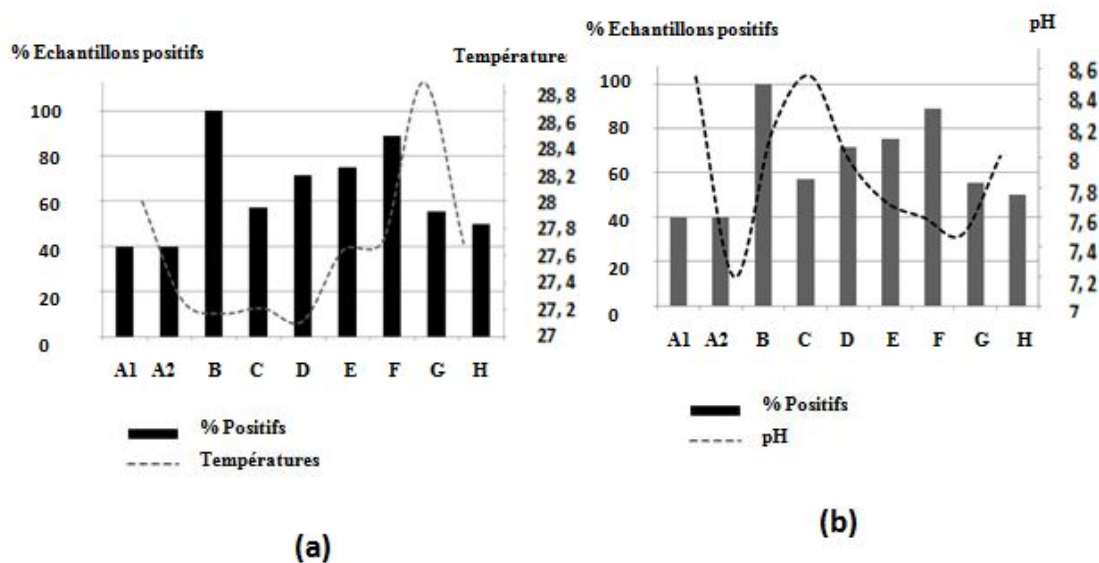 % Echantillons positifs
Températures
100
80
60
40
20
0
28,8
28,6
28,4
28,2
28
27,8
27,6
27,4
27,2
27
A1 A2 B C D E F G H
% Positifs
Températures
(a)
% Echantillons positifs
pH
100
80
60
40
20
0
8,6
8,4
8,2
8
7,8
7,6
7,4
7,2
7
A1 A2 B C D E F G H
% Positifs
pH
(b)